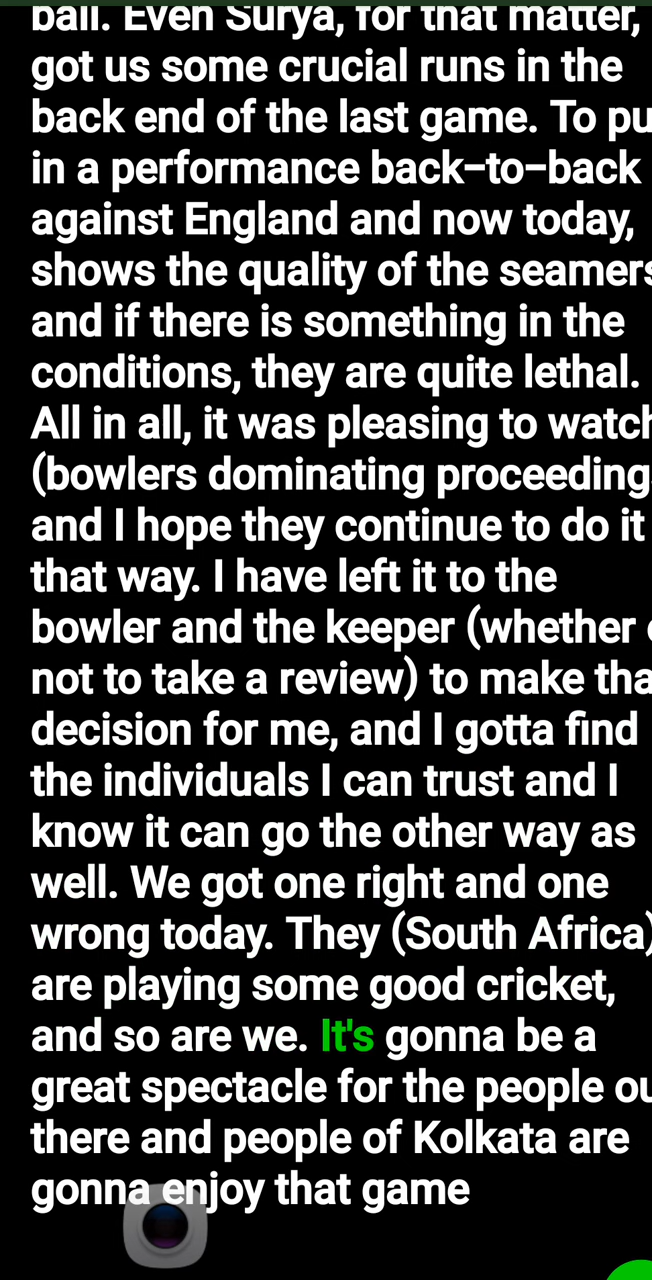 ball. Even Surya, for that matter,
got us some crucial runs in the
back end of the last game. To pu
in a performance back-to-back
against England and now today,
shows the quality of the seamers
and if there is something in the
conditions, they are quite lethal.
All in all, it was pleasing to watch
(bowlers dominating proceeding
and I hope they continue to do it
that way. I have left it to the
bowler and the keeper (whether
not to take a review) to make tha
decision for me, and I gotta find
the individuals I can trust and I
know it can go the other way as
well. We got one right and one
wrong today. They (South Africa)
are playing some good cricket,
and so are we. It's gonna be a
great spectacle for the people ou
there and people of Kolkata are
gonna enjoy that game